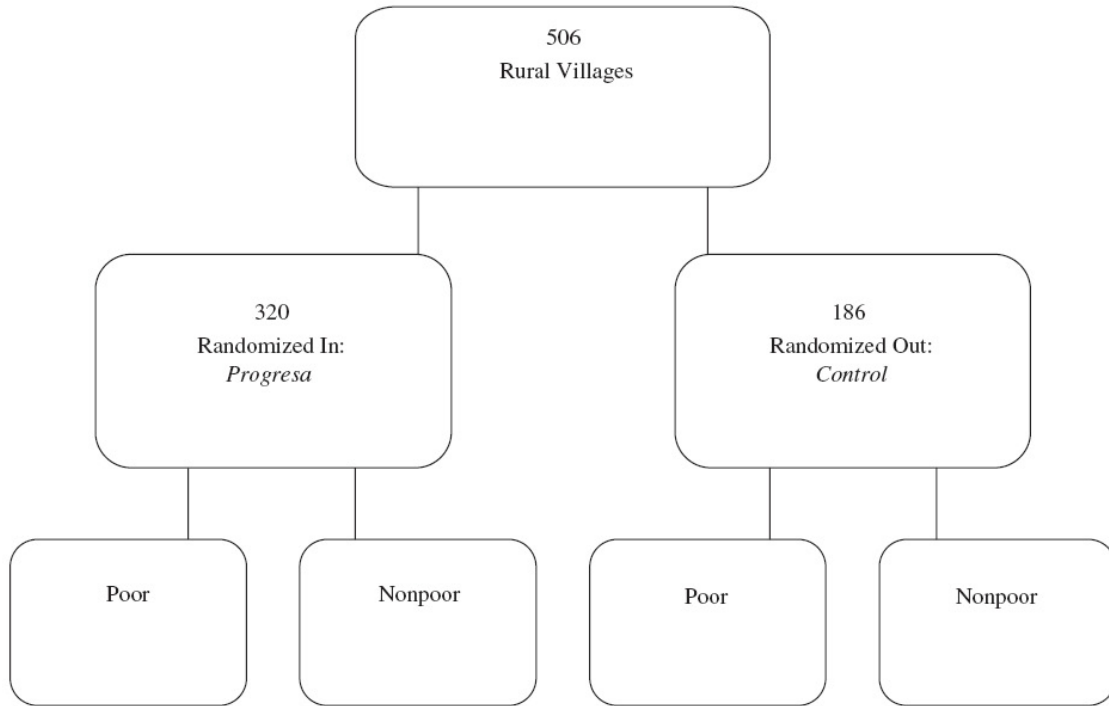 506
Rural Villages
320
Randomized In:
Progresa
186
Randomized Out:
Control
Poor
Nonpoor
Poor
Nonpoor